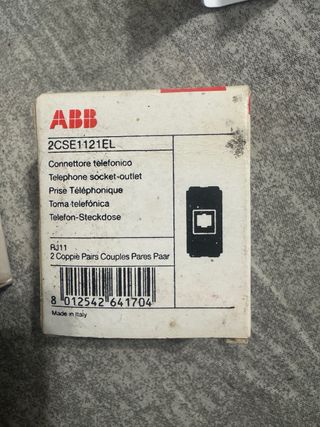 ABB
2CSE1121EL
Connettore telefonico
Telephone socket-outlet
Prise Téléphonique
Toma telefónica
Telefon-Steckdose
RJ11
2 Coppie Pairs Couples Pares Paar
8 012542 641704
Made in Italy